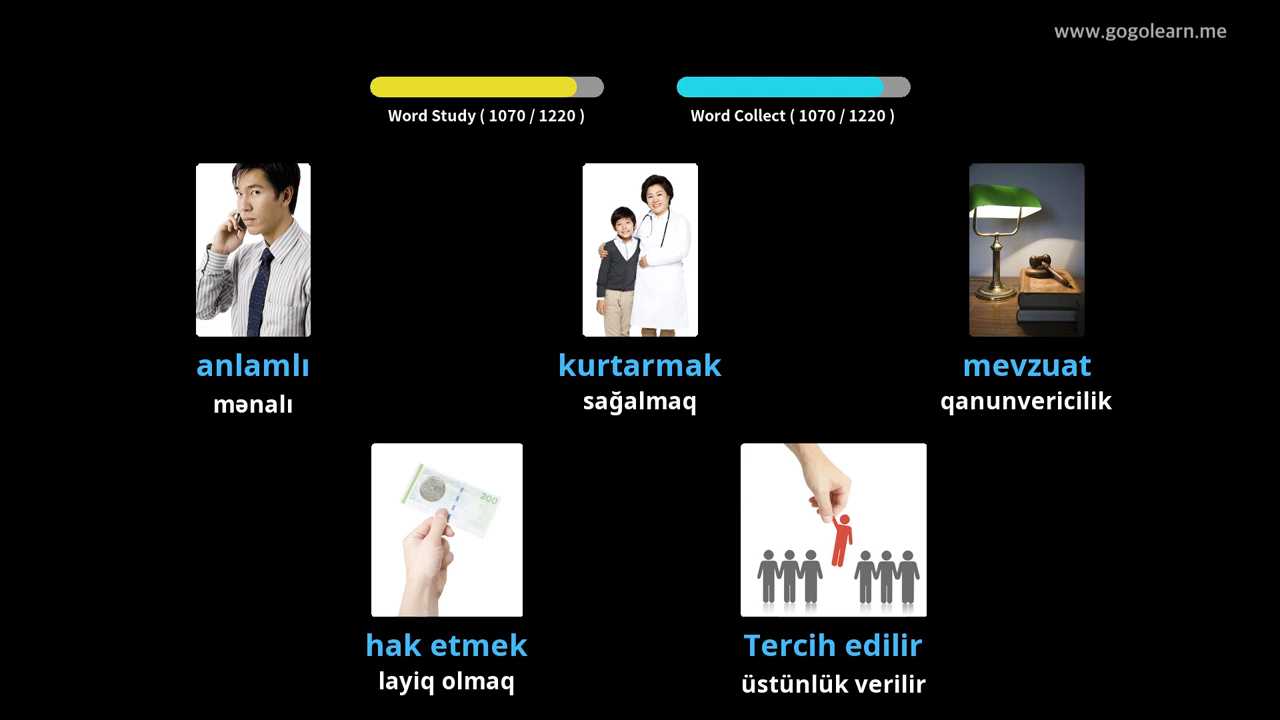 www.gogolearn.me
Word Study ( 1070 / 1220 )
Word Collect ( 1070 / 1220 )
anlamlı
mənalı
kurtarmak
sağalmaq
mevzuat
qanunvericilik
200
hak etmek
layiq olmaq
Tercih edilir
üstünlük verilir